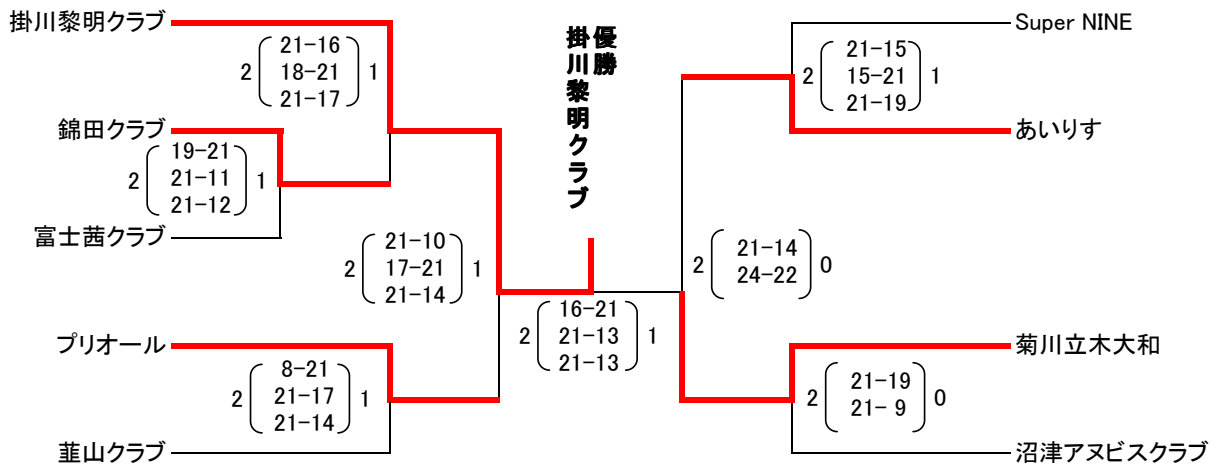 掛川黎明クラブ
2 21-16 18-21 21-17 1
錦田クラブ
2 19-21 21-11 21-12 1
富士茜クラブ
2 21-10 17-21 21-14 1
プリオール
2 8-21 21-17 21-14 1
韮山クラブ
優勝
掛川黎明クラブ
2 16-21 21-13 21-13 1
Super NINE
2 21-15 15-21 21-19 1
あいりす
2 21-14 24-22 0
菊川立木大和
2 21-19 21- 9 0
沼津アヌビスクラブ